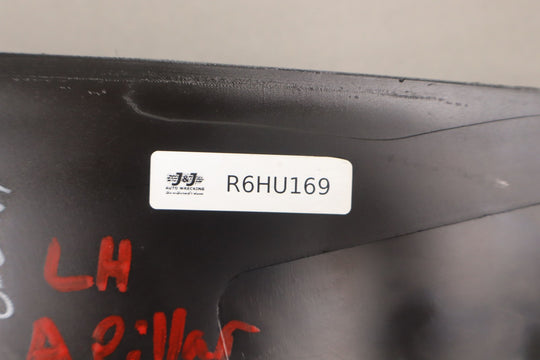 J&J
AUTO WRECKING
R6HU169
LH
A Pillar